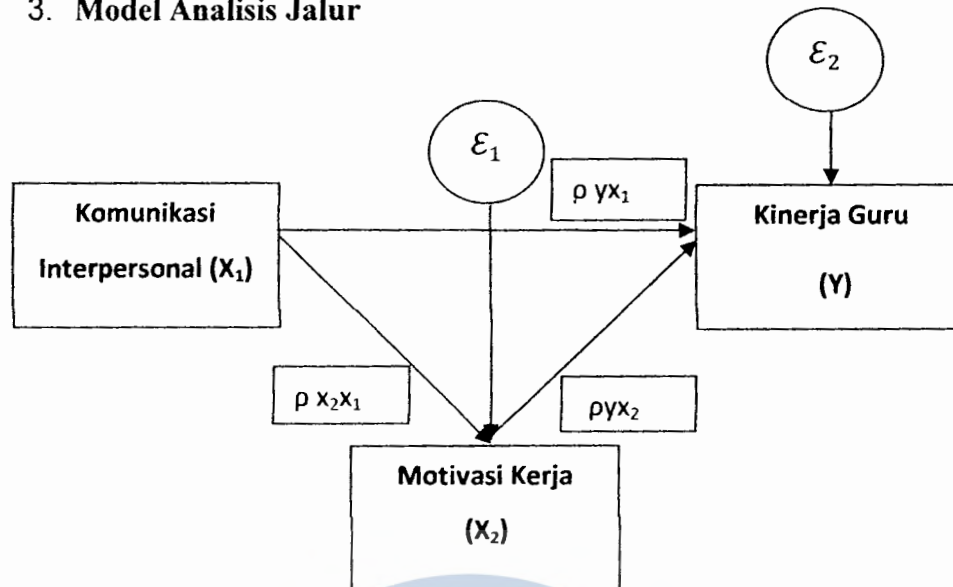 3. Model Analisis Jalur
ε₂
ε₁
ρ yx₁
Komunikasi
Interpersonal (X₁)
Kinerja Guru
(Y)
ρ x₂x₁
ρyx₂
Motivasi Kerja
(X₂)